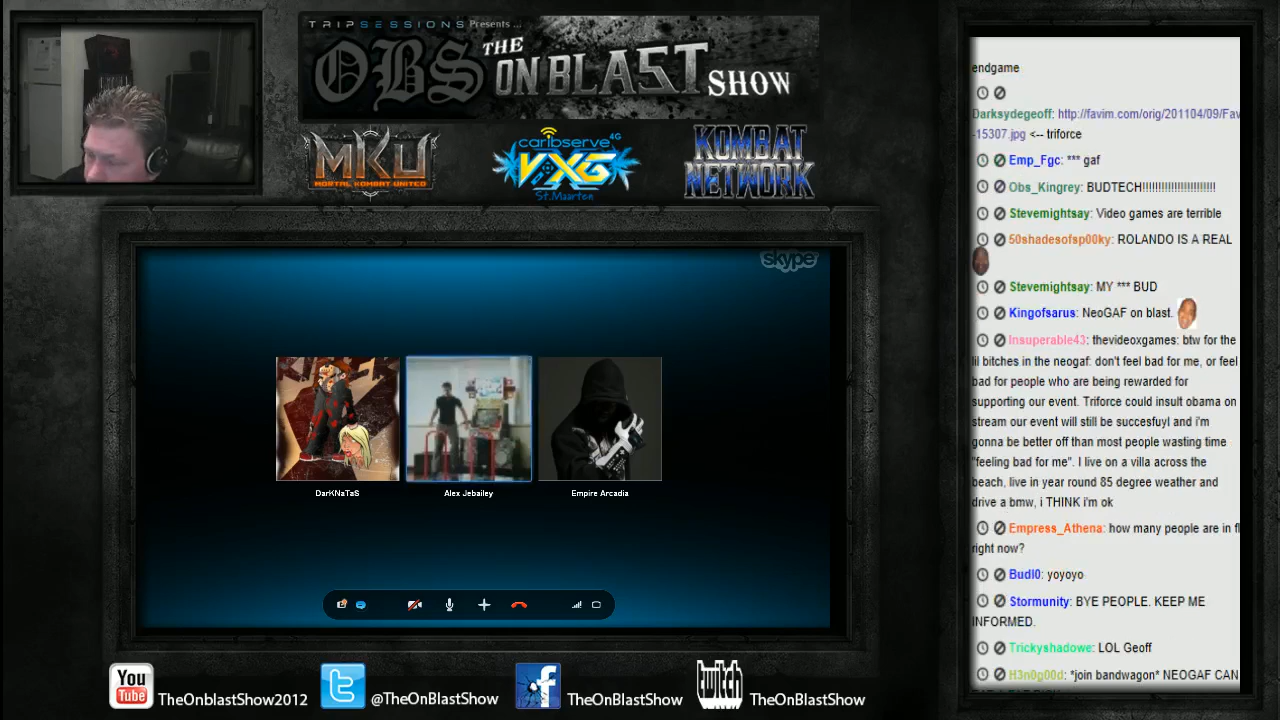 TRIPSESSIONS Presents ...
OBS THE ON BLAST SHOW
MKU
MORTAL KOMBAT UNITED
caribserve 4G
VXG
St.Maarten
KOMBAT
NETWORK
skype
DarKNaTaS
Alex Jebailey
Empire Arcadia
You
Tube
TheOnblastShow2012
@TheOnBlastShow
TheOnBlastShow
twitch
TheOnBlastShow
endgame
Darksydegeoff: http://favim.com/orig/201104/09/Fav
-15307.jpg <-- triforce
Emp_Fgc: *** gaf
Obs_Kingrey: BUDTECH!!!!!!!!!!!!!!!!!!!!!!!
Stevemightsay: Video games are terrible
50shadesofsp00ky: ROLANDO IS A REAL
Stevemightsay: MY *** BUD
Kingofsarus: NeoGAF on blast.
Insuperable43: thevideoxgames: btw for the
lil bitches in the neogaf: don't feel bad for me, or feel
bad for people who are being rewarded for
supporting our event. Triforce could insult obama on
stream our event will still be succesfuyl and i'm
gonna be better off than most people wasting time
"feeling bad for me". I live on a villa across the
beach, live in year round 85 degree weather and
drive a bmw, i THINK i'm ok
Empress_Athena: how many people are in fl
right now?
Budl0: yoyoyo
Stormunity: BYE PEOPLE. KEEP ME
INFORMED.
Trickyshadowe: LOL Geoff
H3n0g00d: *join bandwagon* NEOGAF CAN